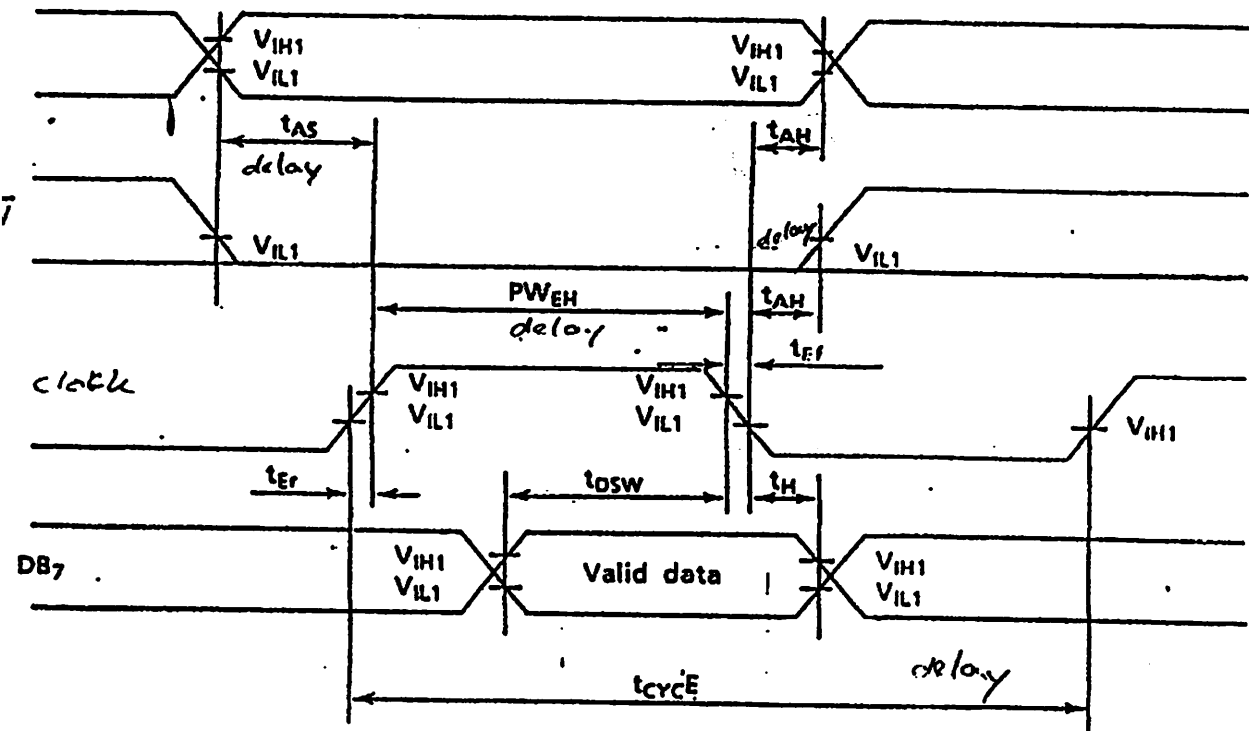 VIH1 VIH1
VIL1 VIL1
tAS tAH
delay
VIL1 delay VIL1
PWEH tAH
delay
tEf
clock VIH1 VIH1
VIL1 VIL1 VIH1
tEr tDSW tH
DB7 VIH1 Valid data VIH1
VIL1 VIL1
delay
tCYCE